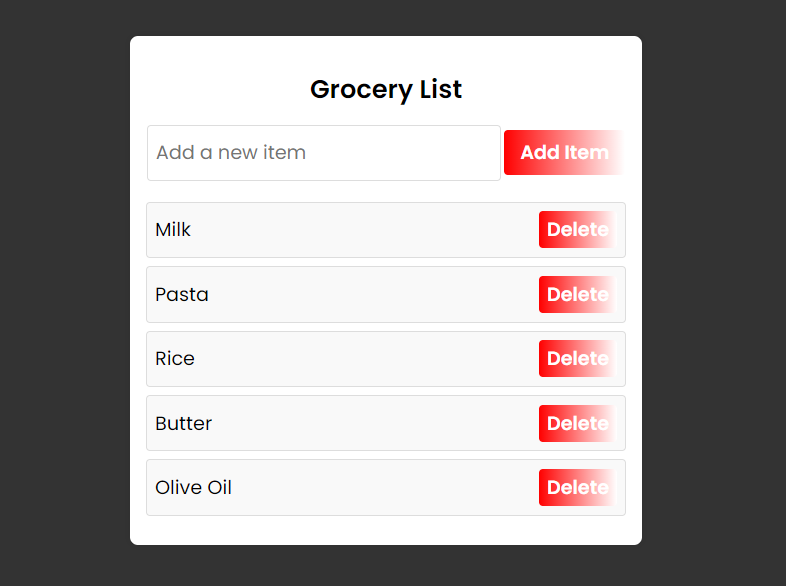 Grocery List
Add a new item
Add Item
Milk
Delete
Pasta
Delete
Rice
Delete
Butter
Delete
Olive Oil
Delete